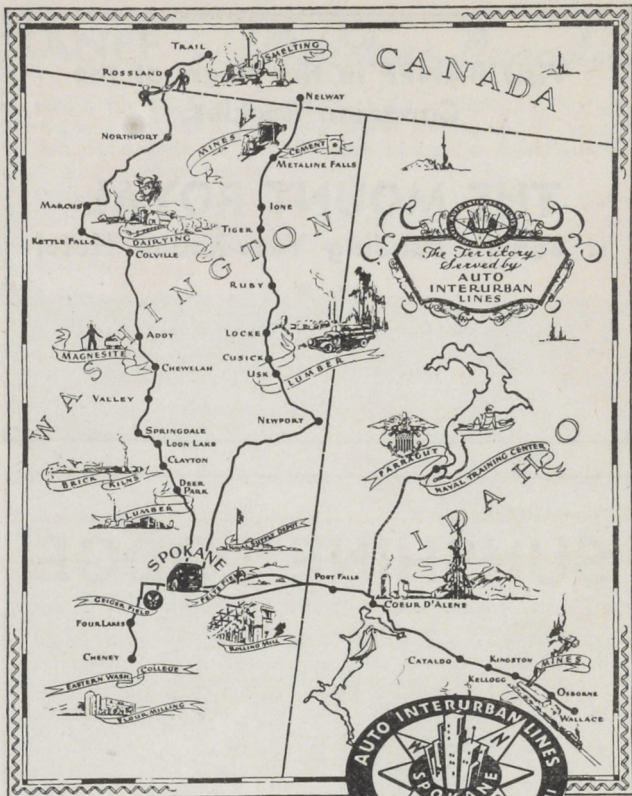 CANADA
TRAIL
SMELTING
ROSSLAND
NELWAY
NORTHPORT
MINES
CEMENT
METALINE FALLS
MARCUS
IONE
KETTLE FALLS
DAIRYING
TIGER
COLVILLE
WASHINGTON
The Territory
Served by
AUTO
INTERURBAN
LINES
RUBY
ADDY
LOCKE
MAGNESITE
CUSICK
CHEWELAH
USK
LUMBER
VALLEY
NEWPORT
SPRINGDALE
LOON LAKE
CLAYTON
BRICK KILNS
DEER
PARK
LUMBER
FARRAGUT
NAVAL TRAINING CENTER
IDAHO
SUPPLY DEPOT
SPOKANE
FELTS FIELD
POST FALLS
GEIGER FIELD
COEUR D'ALENE
FOUR LAKES
ROLLING MILL
CHENEY
EASTERN WASH COLLEGE
FLOUR MILLING
CATALDO
KINGSTON
MINES
KELLOGG
OSBORNE
WALLACE
AUTO INTERURBAN LINES
W
N
SPOKANE